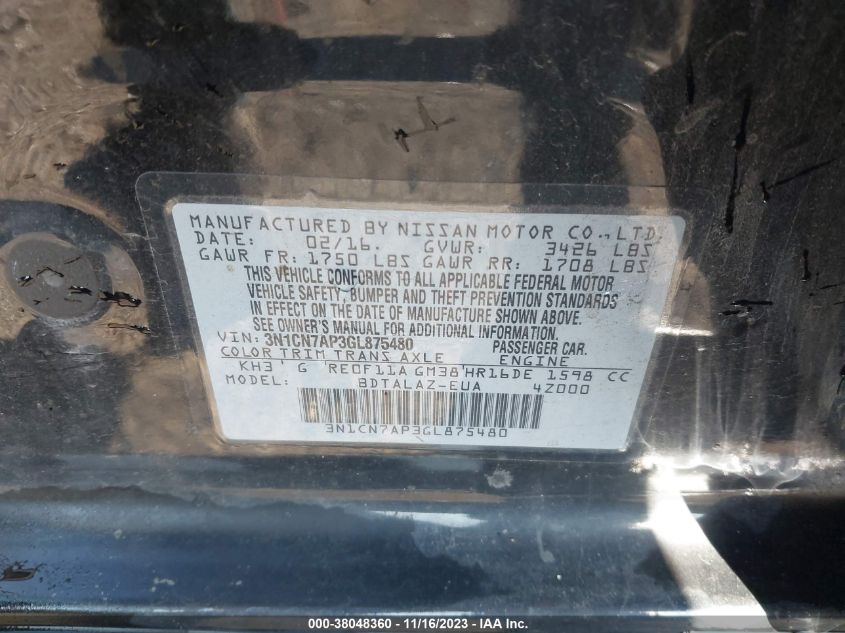 MANUFACTURED BY NISSAN MOTOR CO., LTD.
DATE: 02/16. GVWR: 3426 LBS
GAWR FR: 1750 LBS GAWR RR: 1708 LBS
THIS VEHICLE CONFORMS TO ALL APPLICABLE FEDERAL MOTOR
VEHICLE SAFETY, BUMPER AND THEFT PREVENTION STANDARDS
IN EFFECT ON THE DATE OF MANUFACTURE SHOWN ABOVE.
SEE OWNER'S MANUAL FOR ADDITIONAL INFORMATION.
VIN: 3N1CN7AP3GL875480 PASSENGER CAR.
COLOR TRIM TRANS AXLE ENGINE
KH3 G RE0F11A GM38 HR16DE 1598 CC
MODEL: BDTALAZ-EUA 4Z000
3N1CN7AP3GL875480
000-38048360 - 11/16/2023 - IAA Inc.